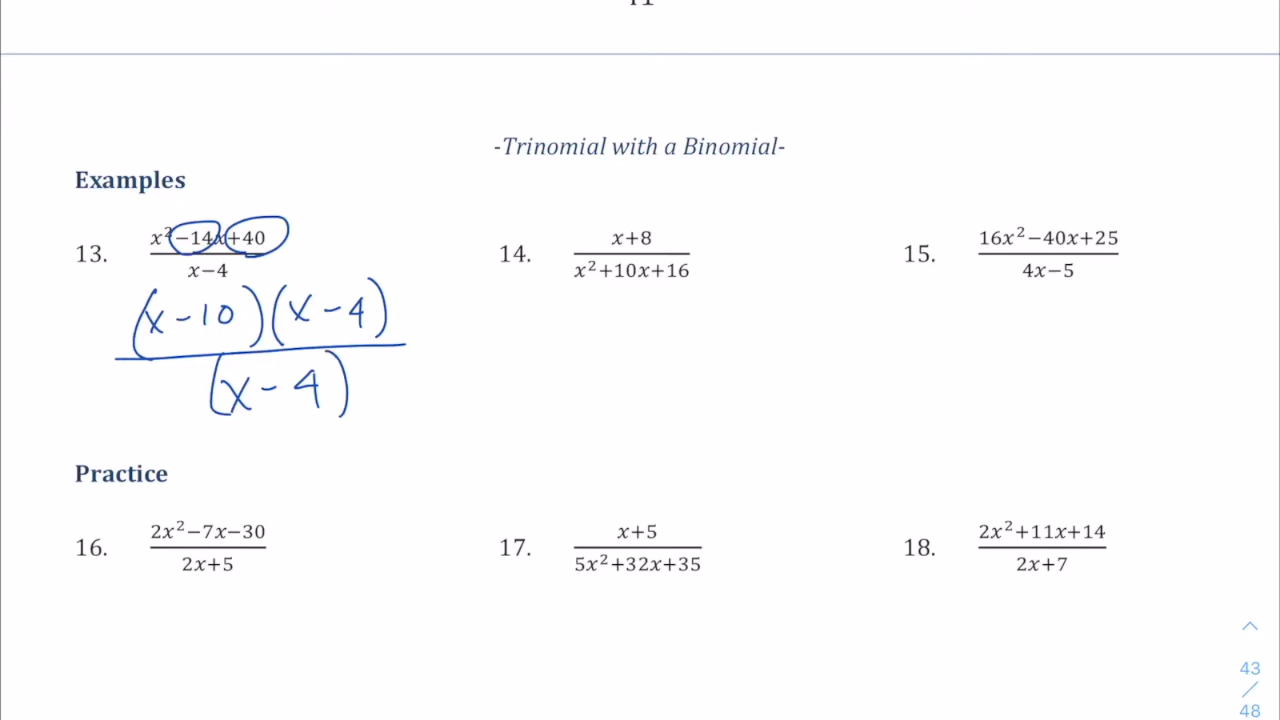 -Trinomial with a Binomial-
Examples
13. (x²−14x+40)/(x−4)
14. (x+8)/(x²+10x+16)
15. (16x²−40x+25)/(4x−5)
(x − 10)(x − 4)
(x − 4)
Practice
16. (2x²−7x−30)/(2x+5)
17. (x+5)/(5x²+32x+35)
18. (2x²+11x+14)/(2x+7)
43
/
48